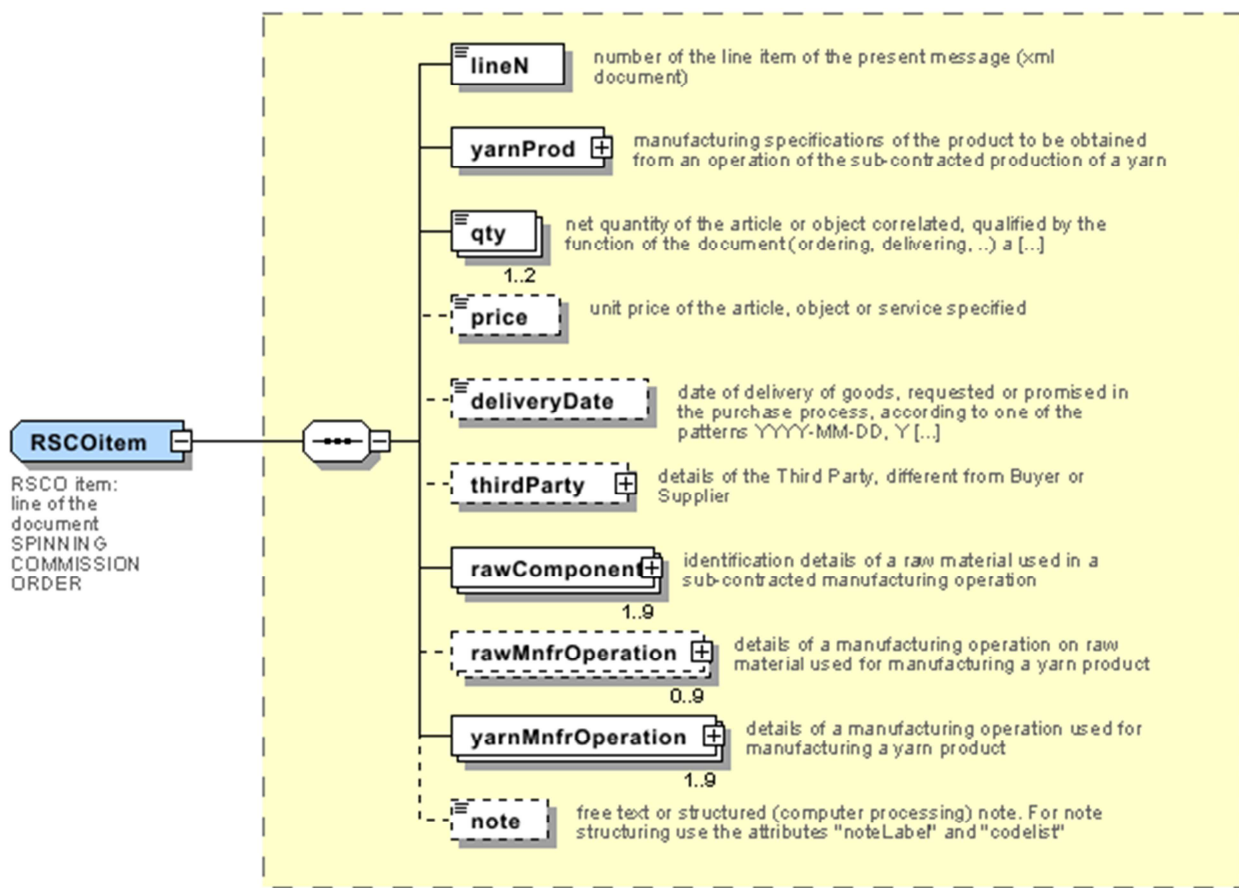 lineN
number of the line item of the present message (xml
document)
yarnProd
manufacturing specifications of the product to be obtained
from an operation of the sub-contracted production of a yarn
qty
net quantity of the article or object correlated, qualified by the
function of the document (ordering, delivering, ..) a [...]
1..2
price
unit price of the article, object or service specified
deliveryDate
date of delivery of goods, requested or promised in
the purchase process, according to one of the
patterns YYYY-MM-DD, Y [...]
RSCOitem
RSCO item:
line of the
document
SPINNING
COMMISSION
ORDER
thirdParty
details of the Third Party, different from Buyer or
Supplier
rawComponent
identification details of a raw material used in a
sub-contracted manufacturing operation
1..9
rawMnfrOperation
details of a manufacturing operation on raw
material used for manufacturing a yarn product
0..9
yarnMnfrOperation
details of a manufacturing operation used for
manufacturing a yarn product
1..9
note
free text or structured (computer processing) note. For note
structuring use the attributes "noteLabel" and "codelist"